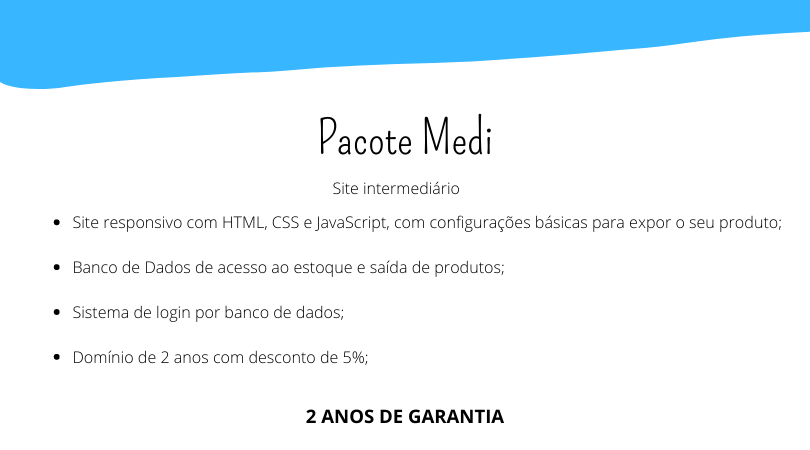 Pacote Medi
Site intermediário
• Site responsivo com HTML, CSS e JavaScript, com configurações básicas para expor o seu produto;
• Banco de Dados de acesso ao estoque e saída de produtos;
• Sistema de login por banco de dados;
• Domínio de 2 anos com desconto de 5%;
2 ANOS DE GARANTIA